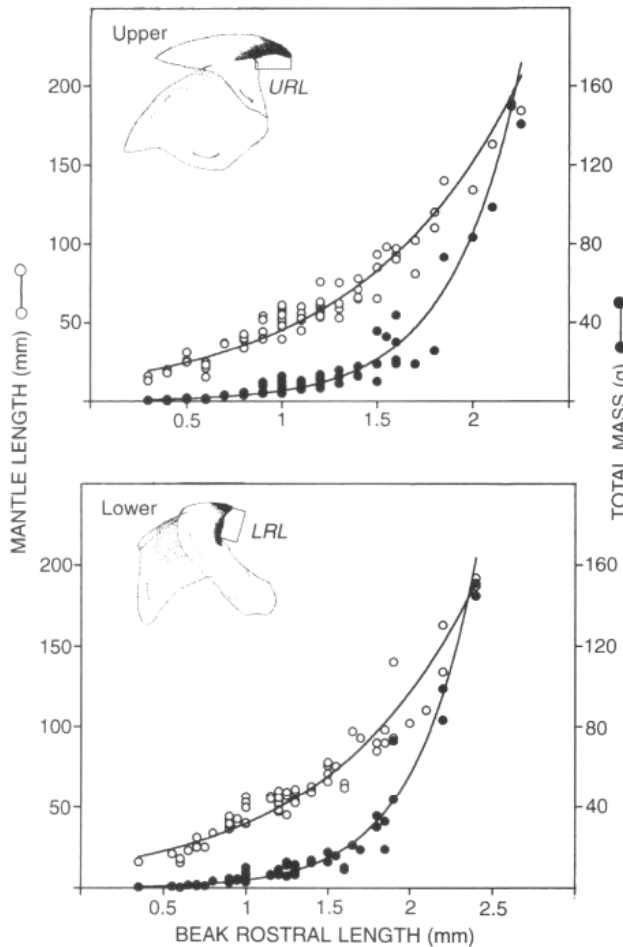 Upper
URL
200
150
100
50
160
120
80
40
0.5 1 1.5 2
MANTLE LENGTH (mm)
TOTAL MASS (g)
Lower
LRL
200
150
100
50
160
120
80
40
0.5 1 1.5 2 2.5
BEAK ROSTRAL LENGTH (mm)